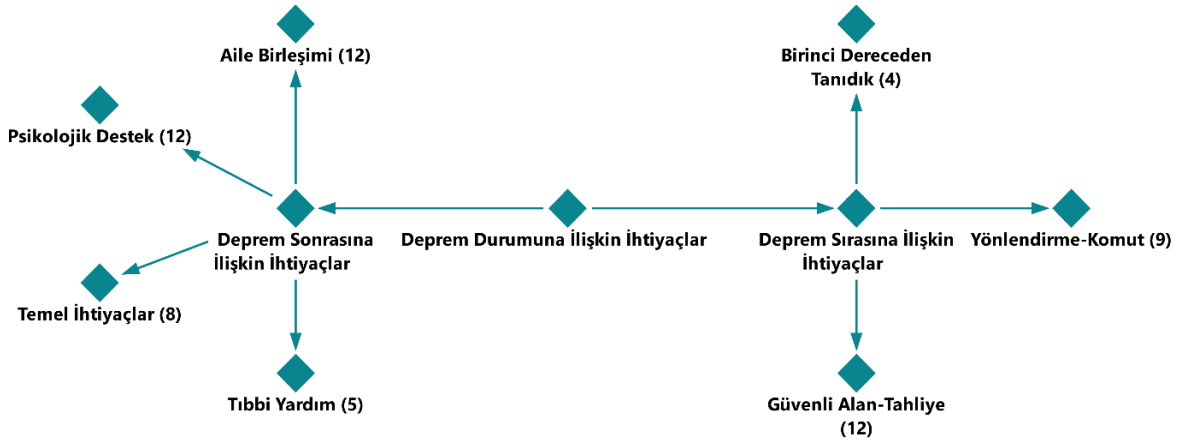 Aile Birleşimi (12)
Birinci Dereceden
Tanıdık (4)
Psikolojik Destek (12)
Deprem Sonrasına
İlişkin İhtiyaçlar
Deprem Durumuna İlişkin İhtiyaçlar
Deprem Sırasına İlişkin
İhtiyaçlar
Yönlendirme-Komut (9)
Temel İhtiyaçlar (8)
Tıbbi Yardım (5)
Güvenli Alan-Tahliye
(12)